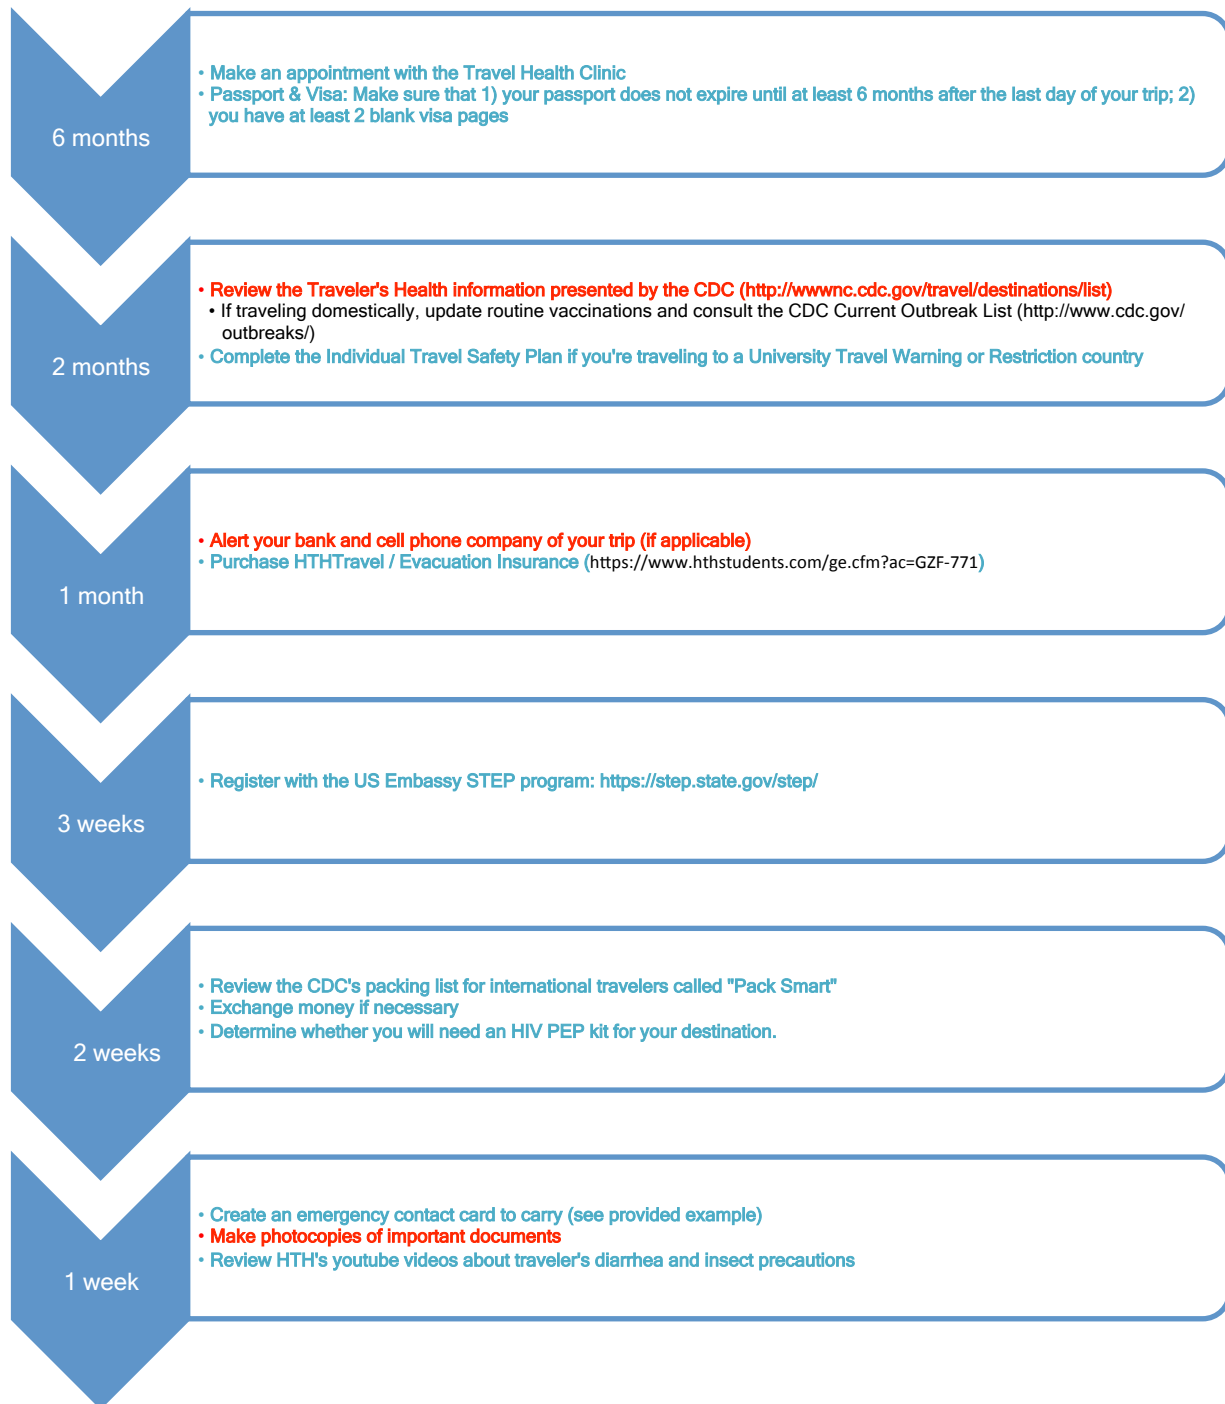 6 months
• Make an appointment with the Travel Health Clinic
• Passport & Visa: Make sure that 1) your passport does not expire until at least 6 months after the last day of your trip; 2)
you have at least 2 blank visa pages
2 months
• Review the Traveler's Health information presented by the CDC (http://wwwnc.cdc.gov/travel/destinations/list)
• If traveling domestically, update routine vaccinations and consult the CDC Current Outbreak List (http://www.cdc.gov/
outbreaks/)
• Complete the Individual Travel Safety Plan if you're traveling to a University Travel Warning or Restriction country
1 month
• Alert your bank and cell phone company of your trip (if applicable)
• Purchase HTHTravel / Evacuation Insurance (https://www.hthstudents.com/ge.cfm?ac=GZF-771)
3 weeks
• Register with the US Embassy STEP program: https://step.state.gov/step/
2 weeks
• Review the CDC's packing list for international travelers called "Pack Smart"
• Exchange money if necessary
• Determine whether you will need an HIV PEP kit for your destination.
1 week
• Create an emergency contact card to carry (see provided example)
• Make photocopies of important documents
• Review HTH's youtube videos about traveler's diarrhea and insect precautions